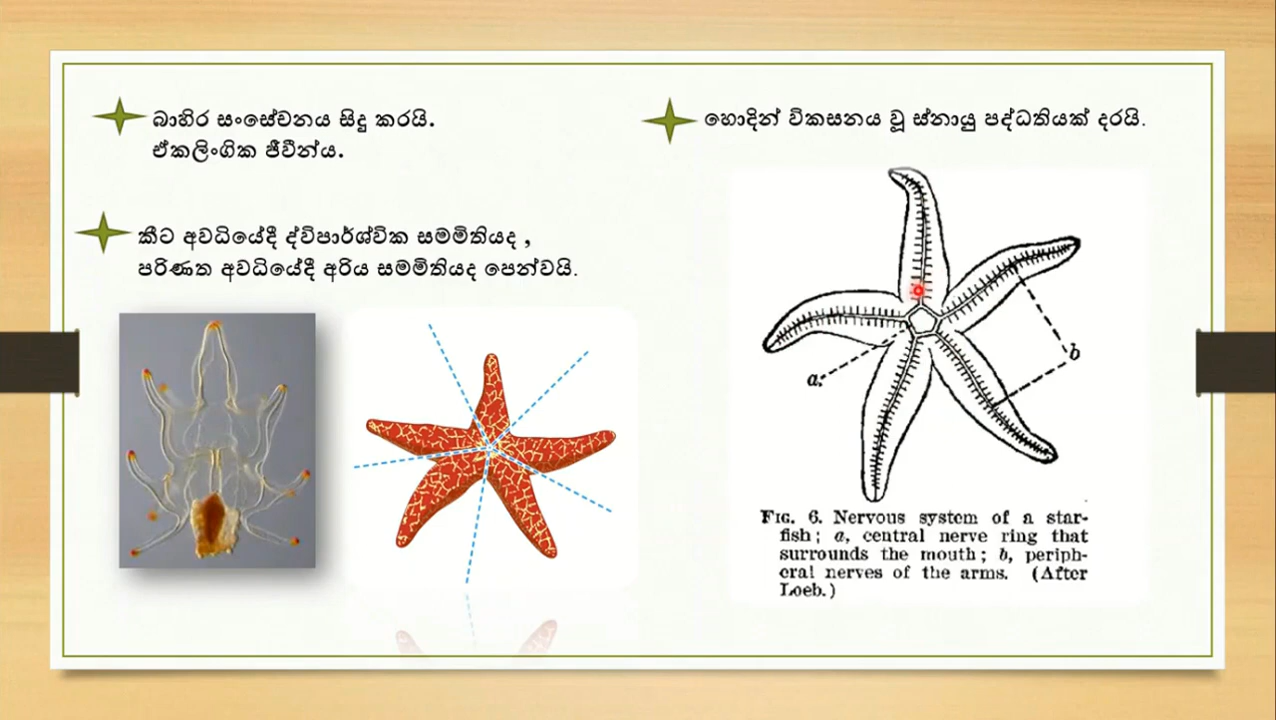 බාහිර සංසේචනය සිදු කරයි.
ඒකලිංගික ජීවීන්ය.
කීට අවධියේදී ද්විපාර්ශ්වික සමමිතියද ,
පරිණත අවධියේදී අරිය සමමිතියද පෙන්වයි.
හොදින් විකසනය වූ ස්නායු පද්ධතියක් දරයි.
a.
b
FIG. 6. Nervous system of a star-
fish; a, central nerve ring that
surrounds the mouth; b, periph-
eral nerves of the arms. (After
Loeb.)